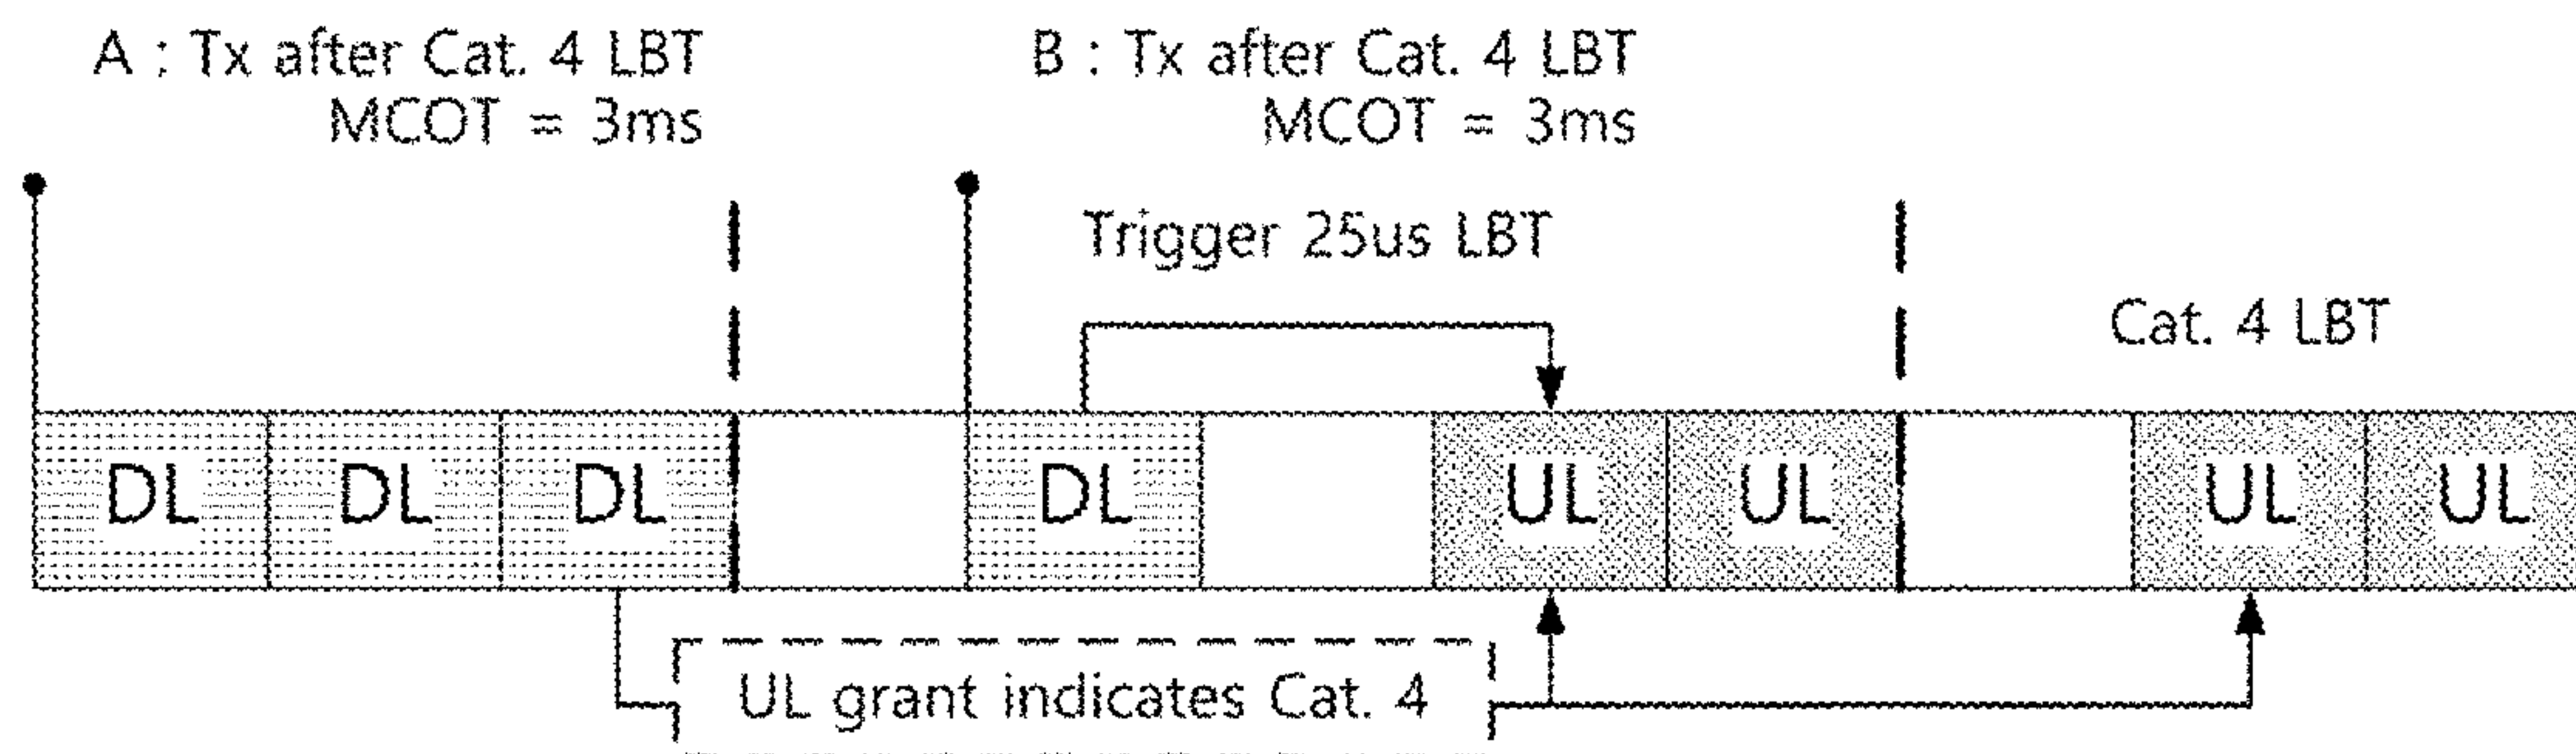 A : Tx after Cat. 4 LBT
MCOT = 3ms
B : Tx after Cat. 4 LBT
MCOT = 3ms
Trigger 25us LBT
Cat. 4 LBT
DL DL DL DL UL UL UL UL
UL grant indicates Cat. 4